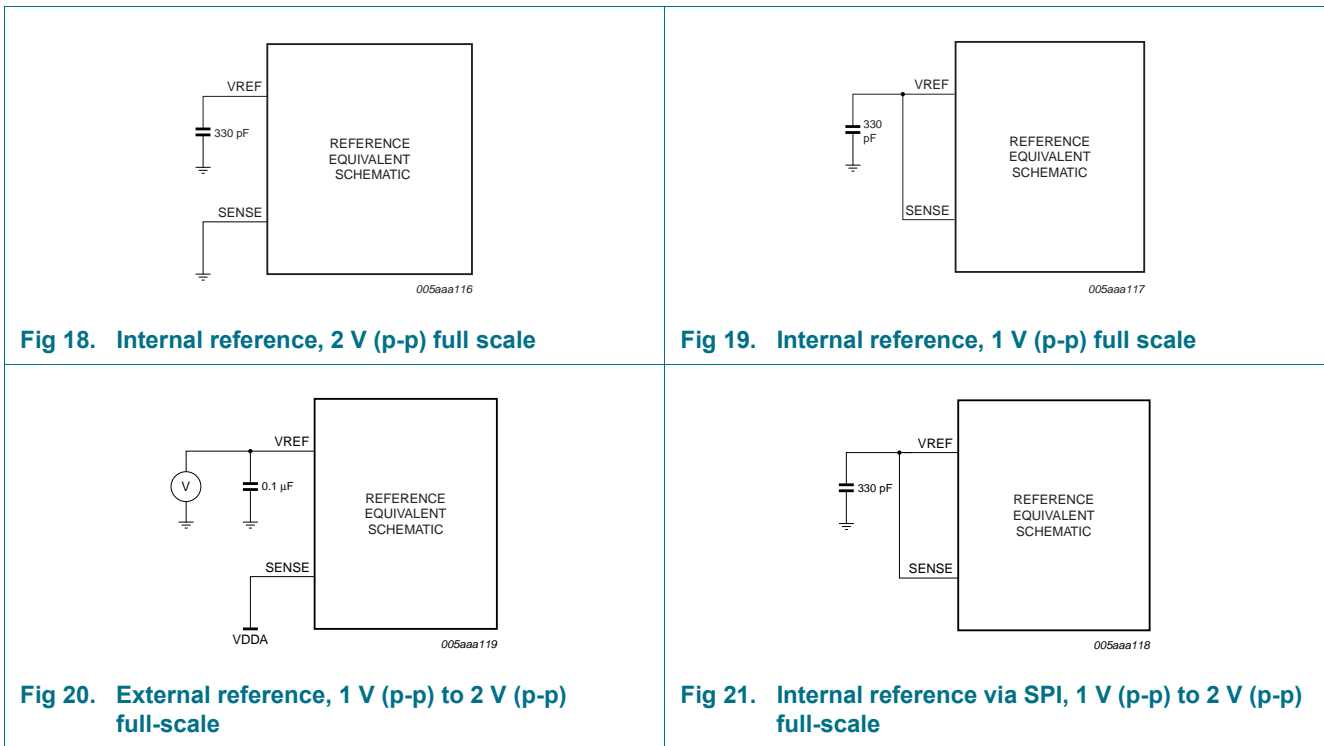 VREF
330 pF
REFERENCE
EQUIVALENT
SCHEMATIC
SENSE
005aaa116
Fig 18. Internal reference, 2 V (p-p) full scale
VREF
330
pF
REFERENCE
EQUIVALENT
SCHEMATIC
SENSE
005aaa117
Fig 19. Internal reference, 1 V (p-p) full scale
VREF
V
0.1 μF
REFERENCE
EQUIVALENT
SCHEMATIC
SENSE
VDDA
005aaa119
Fig 20. External reference, 1 V (p-p) to 2 V (p-p)
full-scale
VREF
330 pF
REFERENCE
EQUIVALENT
SCHEMATIC
SENSE
005aaa118
Fig 21. Internal reference via SPI, 1 V (p-p) to 2 V (p-p)
full-scale